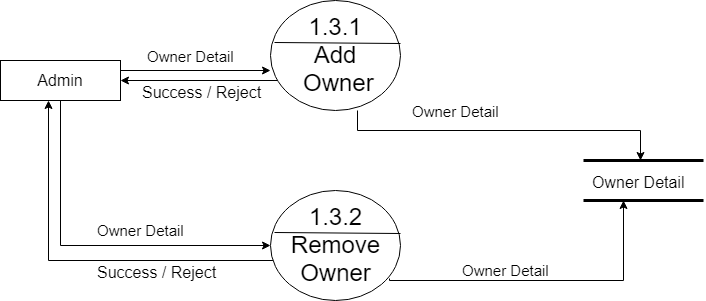 1.3.1
Add
Owner
Owner Detail
Admin
Success / Reject
Owner Detail
Owner Detail
1.3.2
Remove
Owner
Owner Detail
Success / Reject
Owner Detail